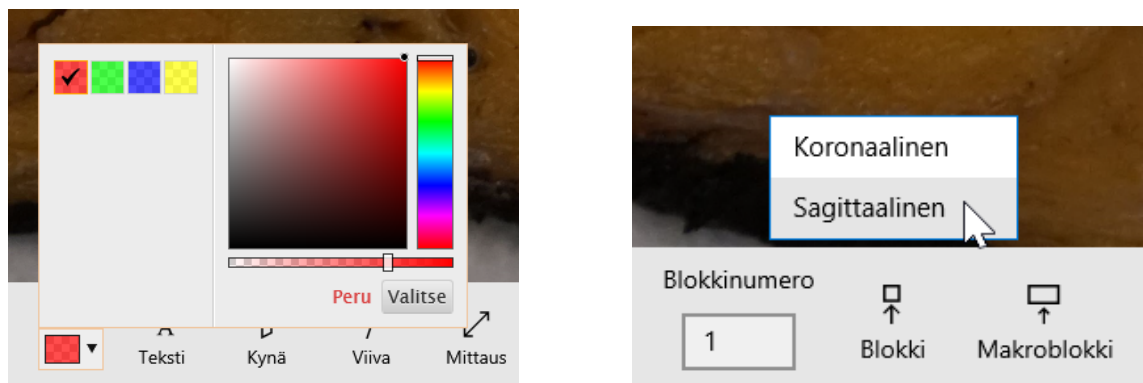 Peru Valitse
Teksti Kynä Viiva Mittaus
Koronaalinen
Sagittaalinen
Blokkinumero
1
Blokki Makroblokki